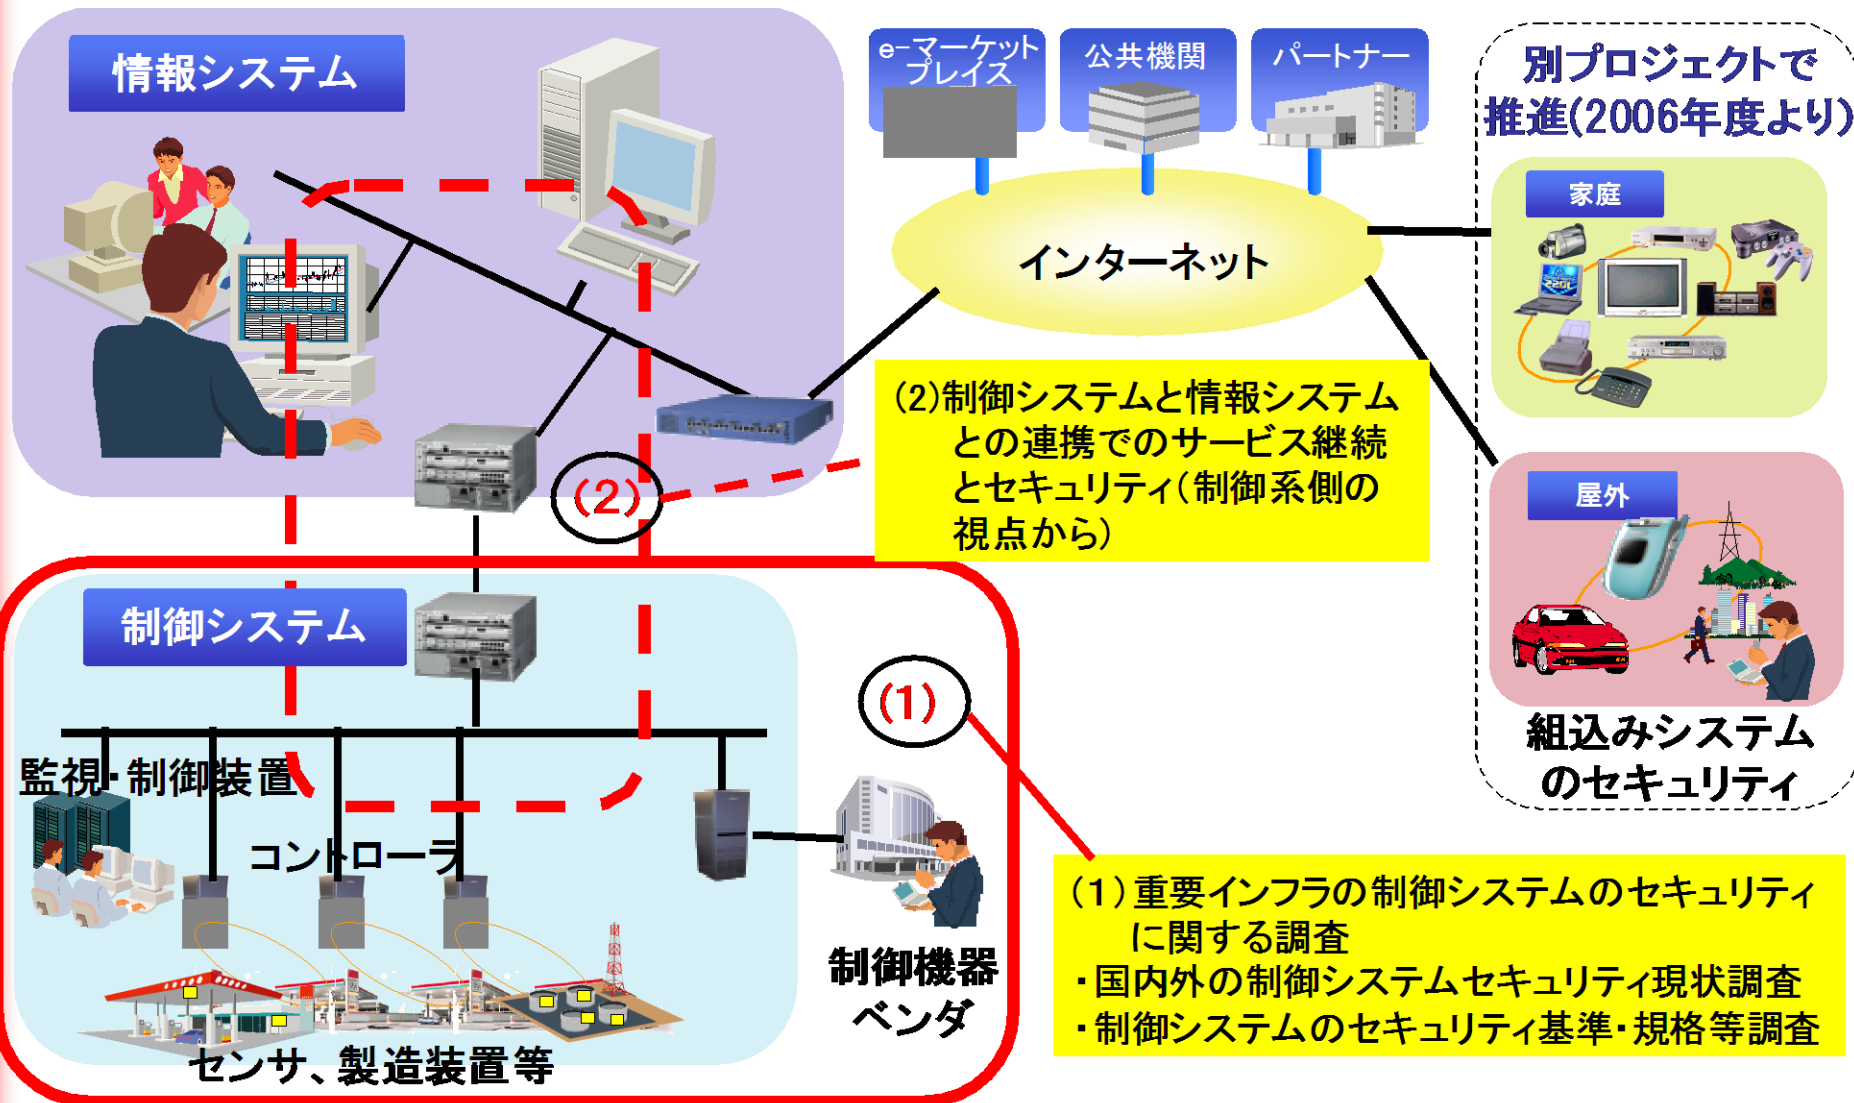 情報システム
e-マーケット
プレイス
公共機関
パートナー
別プロジェクトで
推進(2006年度より)
家庭
インターネット
(2)制御システムと情報システム
との連携でのサービス継続
とセキュリティ(制御系側の
視点から)
(2)
屋外
制御システム
(1)
組込みシステム
のセキュリティ
監視・制御装置
コントローラ
(1)重要インフラの制御システムのセキュリティ
に関する調査
・国内外の制御システムセキュリティ現状調査
・制御システムのセキュリティ基準・規格等調査
制御機器
ベンダ
センサ、製造装置等